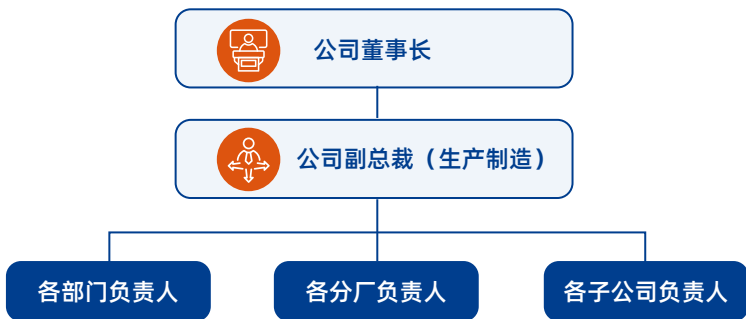 公司董事长
公司副总裁（生产制造）
各部门负责人
各分厂负责人
各子公司负责人